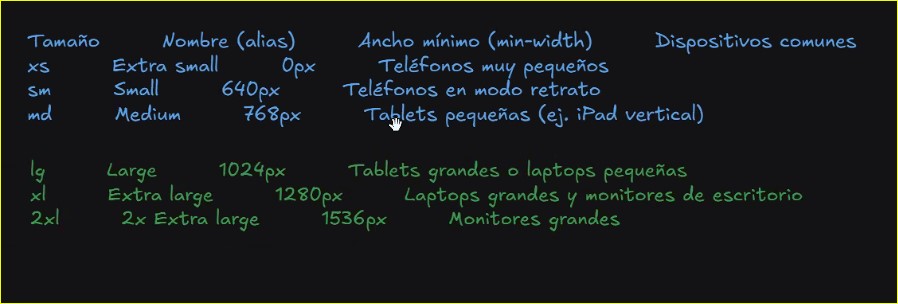 Tamaño Nombre (alias) Ancho mínimo (min-width) Dispositivos comunes
xs Extra small 0px Teléfonos muy pequeños
sm Small 640px Teléfonos en modo retrato
md Medium 768px Tablets pequeñas (ej. iPad vertical)
lg Large 1024px Tablets grandes o laptops pequeñas
xl Extra large 1280px Laptops grandes y monitores de escritorio
2xl 2x Extra large 1536px Monitores grandes